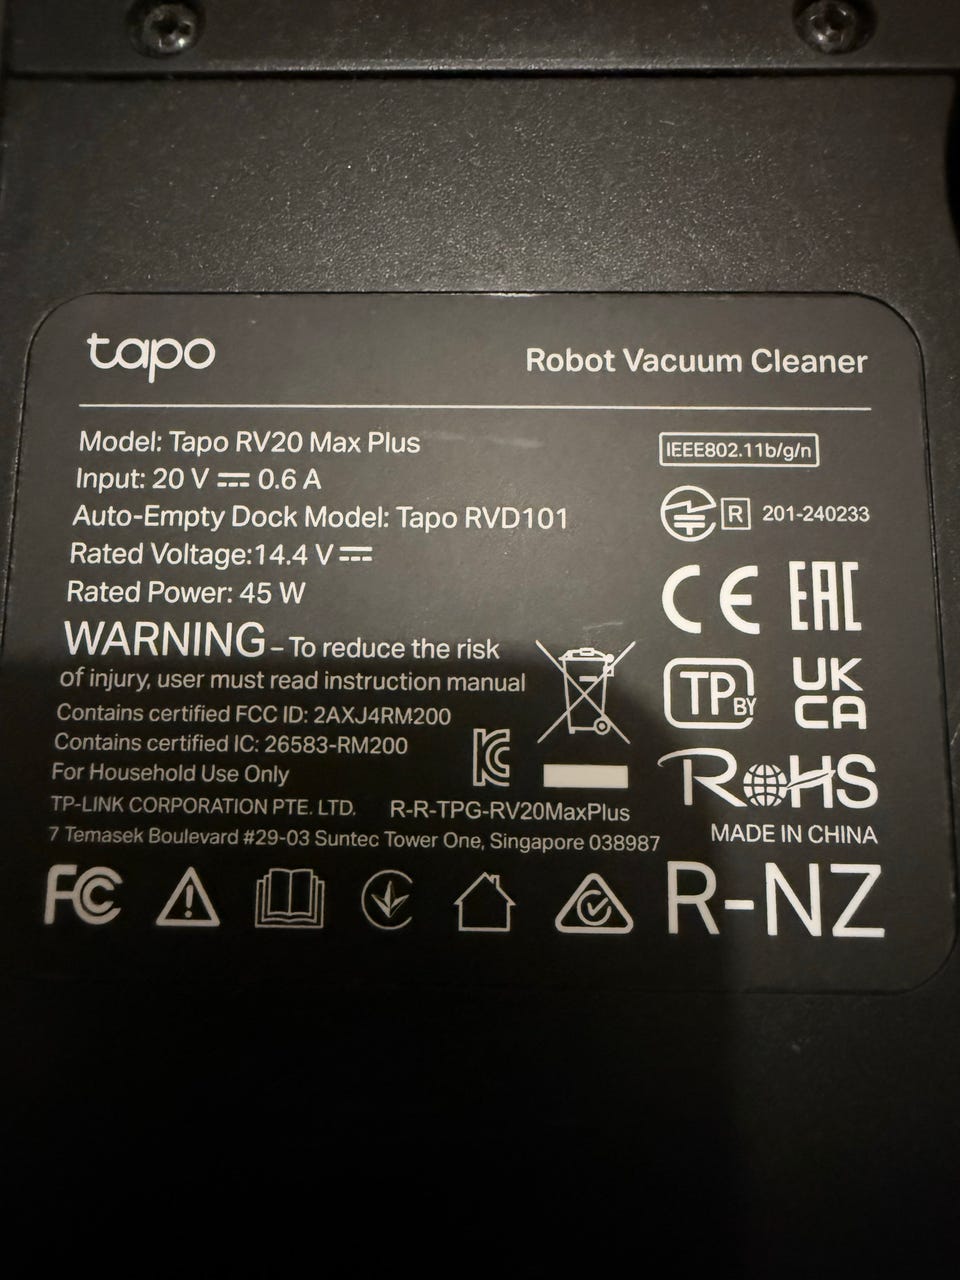 tapo
Robot Vacuum Cleaner
Model: Tapo RV20 Max Plus
Input: 20 V ⎓ 0.6 A
Auto-Empty Dock Model: Tapo RVD101
Rated Voltage:14.4 V ⎓
Rated Power: 45 W
WARNING – To reduce the risk
of injury, user must read instruction manual
Contains certified FCC ID: 2AXJ4RM200
Contains certified IC: 26583-RM200
For Household Use Only
TP-LINK CORPORATION PTE. LTD. R-R-TPG-RV20MaxPlus
7 Temasek Boulevard #29-03 Suntec Tower One, Singapore 038987
IEEE802.11b/g/n
R 201-240233
CE EAC
TP BY UK CA
RoHS
MADE IN CHINA
KC
FC
R-NZ